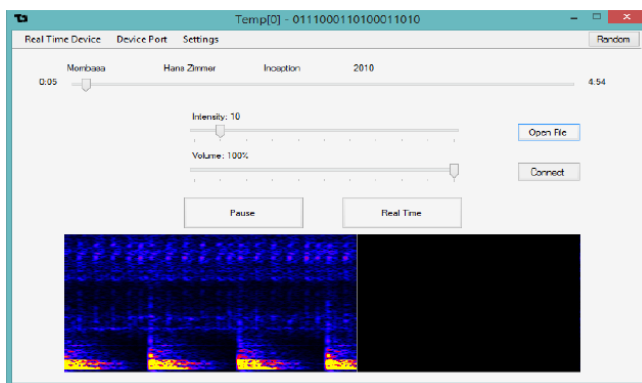 Temp[0] - 0111000110100011010
Real Time Device Device Port Settings Random
Mombasa Hans Zimmer Inception 2010
0:05 4:54
Intensity: 10
Open File
Volume: 100%
Connect
Pause Real Time